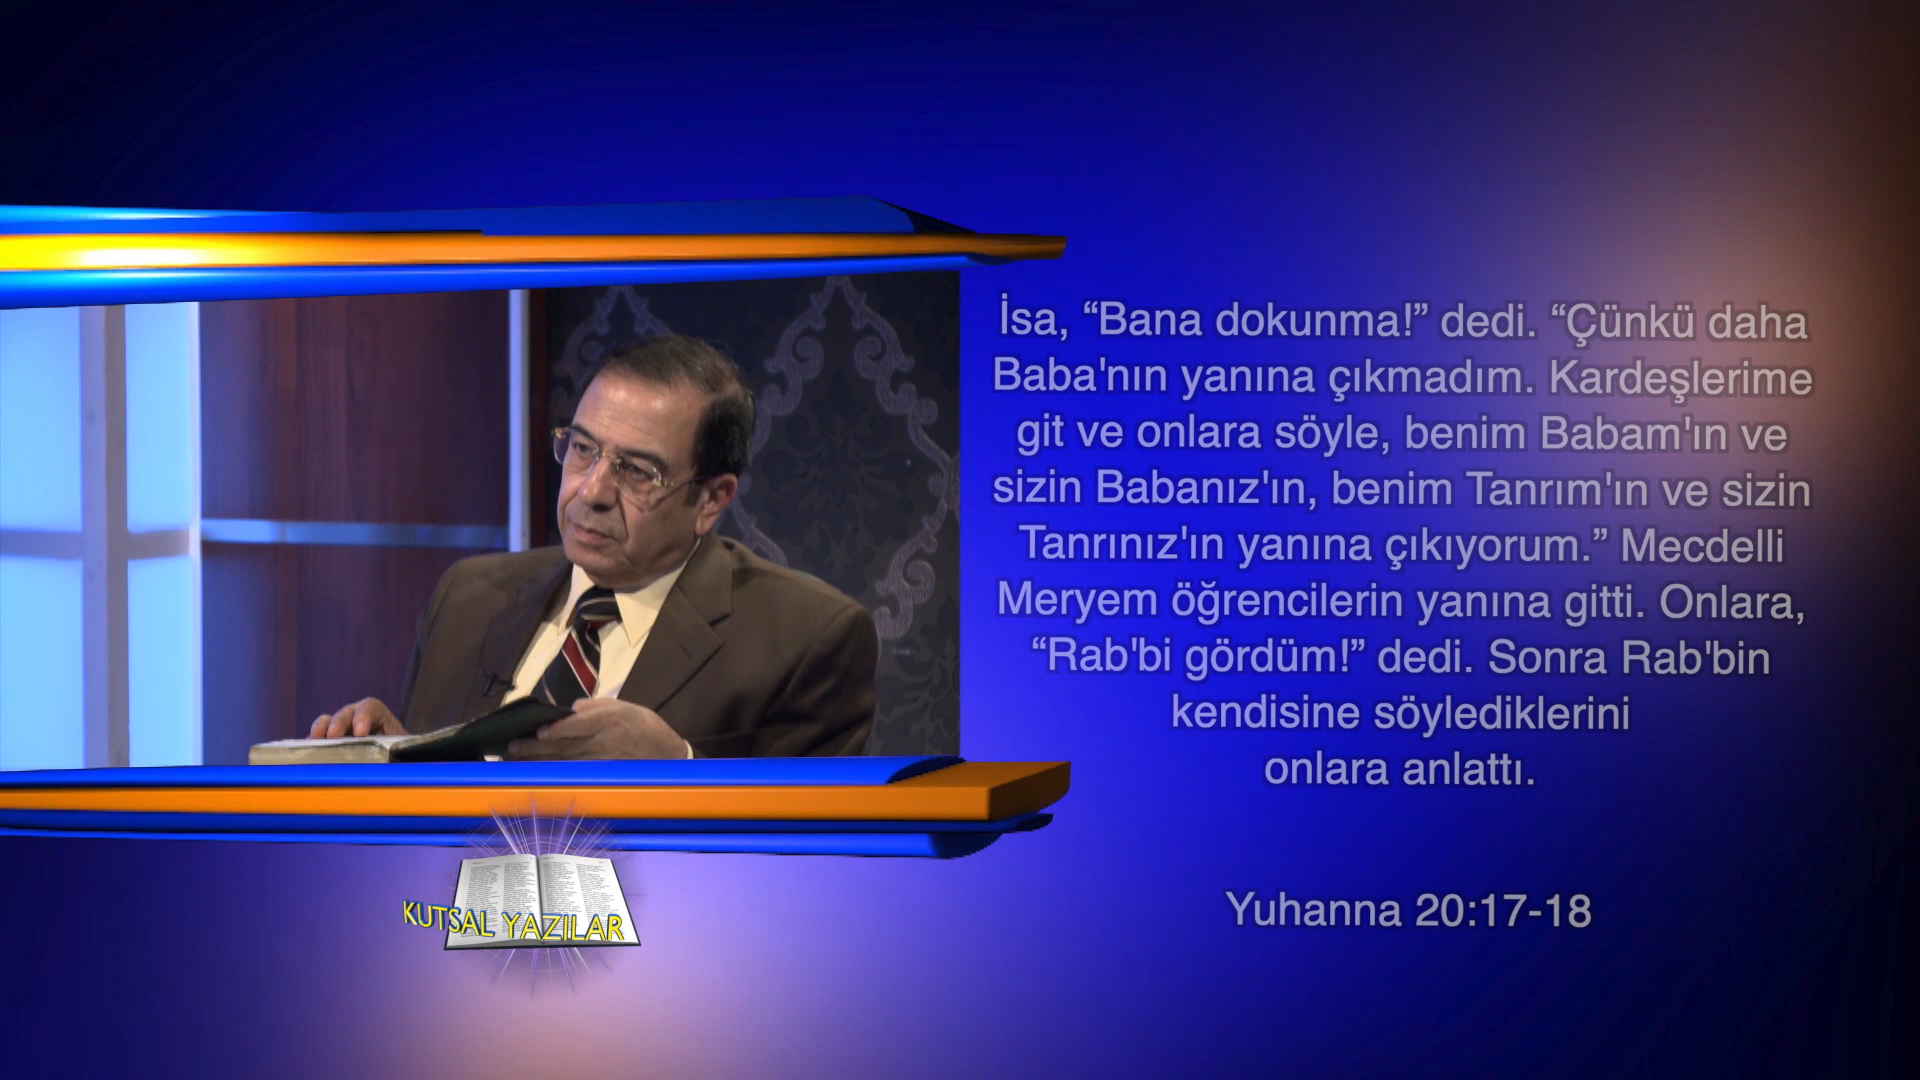 İsa, “Bana dokunma!” dedi. “Çünkü daha
Baba'nın yanına çıkmadım. Kardeşlerime
git ve onlara söyle, benim Babam'ın ve
sizin Babanız'ın, benim Tanrım'ın ve sizin
Tanrınız'ın yanına çıkıyorum.” Mecdelli
Meryem öğrencilerin yanına gitti. Onlara,
“Rab'bi gördüm!” dedi. Sonra Rab'bin
kendisine söylediklerini
onlara anlattı.
Yuhanna 20:17-18
KUTSAL YAZILAR